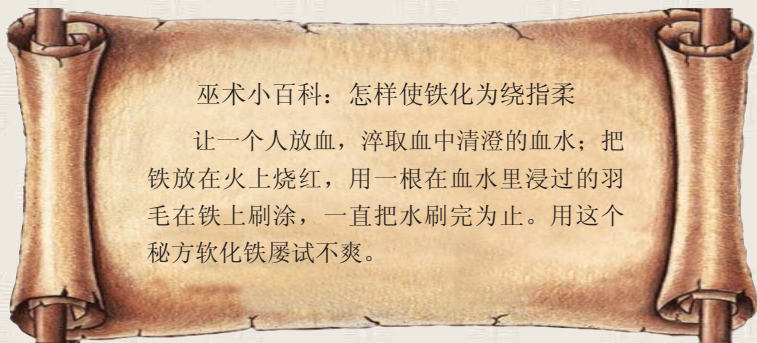 巫术小百科：怎样使铁化为绕指柔
让一个人放血，淬取血中清澄的血水；把
铁放在火上烧红，用一根在血水里浸过的羽
毛在铁上刷涂，一直把水刷完为止。用这个
秘方软化铁屡试不爽。